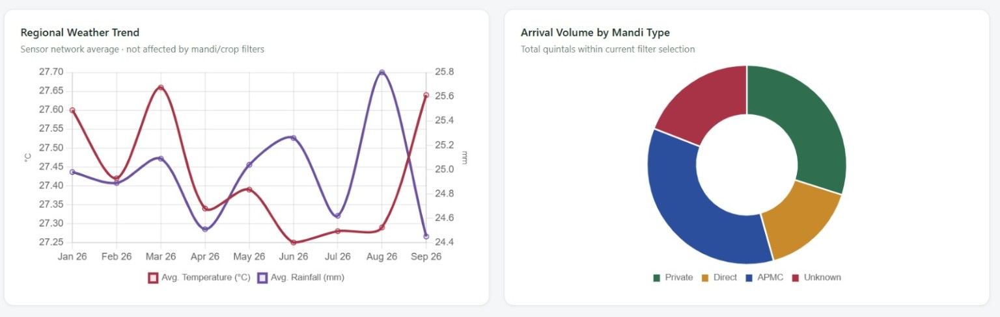 Regional Weather Trend
Sensor network average · not affected by mandi/crop filters
27.70
27.65
27.60
27.55
27.50
27.45
27.40
27.35
27.30
27.25
°C
25.8
25.6
25.4
25.2
25.0
24.8
24.6
24.4
mm
Jan 26 Feb 26 Mar 26 Apr 26 May 26 Jun 26 Jul 26 Aug 26 Sep 26
Avg. Temperature (°C) Avg. Rainfall (mm)
Arrival Volume by Mandi Type
Total quintals within current filter selection
Private Direct APMC Unknown